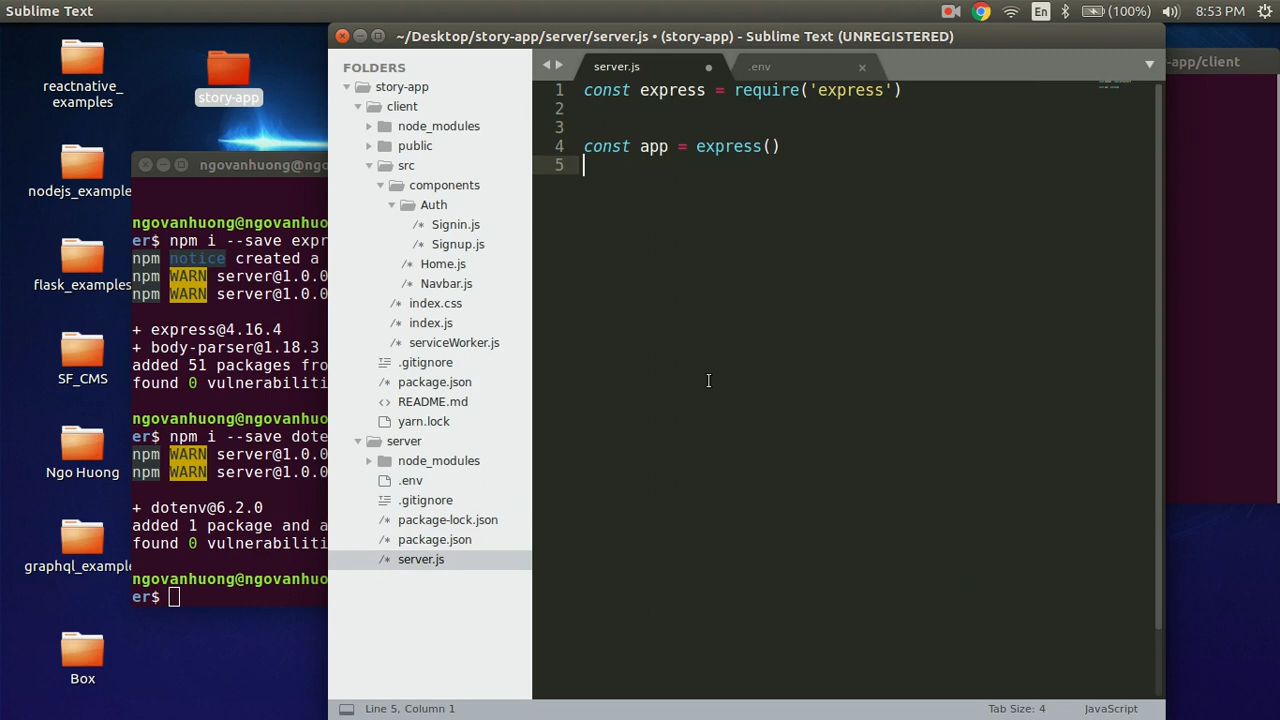 Sublime Text
En
(100%)
8:53 PM
reactnative_
examples
story-app
nodejs_example
flask_examples
SF_CMS
Ngo Huong
graphql_example
Box
ngovanhuong@ng
ngovanhuong@ngovanhuo
er$ npm i --save expr
npm notice created a
npm WARN server@1.0.0
npm WARN server@1.0.0
+ express@4.16.4
+ body-parser@1.18.3
added 51 packages fro
found 0 vulnerabiliti
ngovanhuong@ngovanhuo
er$ npm i --save dote
npm WARN server@1.0.0
npm WARN server@1.0.0
+ dotenv@6.2.0
added 1 package and a
found 0 vulnerabiliti
ngovanhuong@ngovanhuo
er$
~/Desktop/story-app/server/server.js • (story-app) - Sublime Text (UNREGISTERED)
-app/client
FOLDERS
story-app
client
node_modules
public
src
components
Auth
/* Signin.js
/* Signup.js
/* Home.js
/* Navbar.js
/* index.css
/* index.js
/* serviceWorker.js
.gitignore
/* package.json
<> README.md
yarn.lock
server
node_modules
.env
.gitignore
/* package-lock.json
/* package.json
/* server.js
server.js
.env
1 const express = require('express')
2
3
4 const app = express()
5
Line 5, Column 1
Tab Size: 4
JavaScript